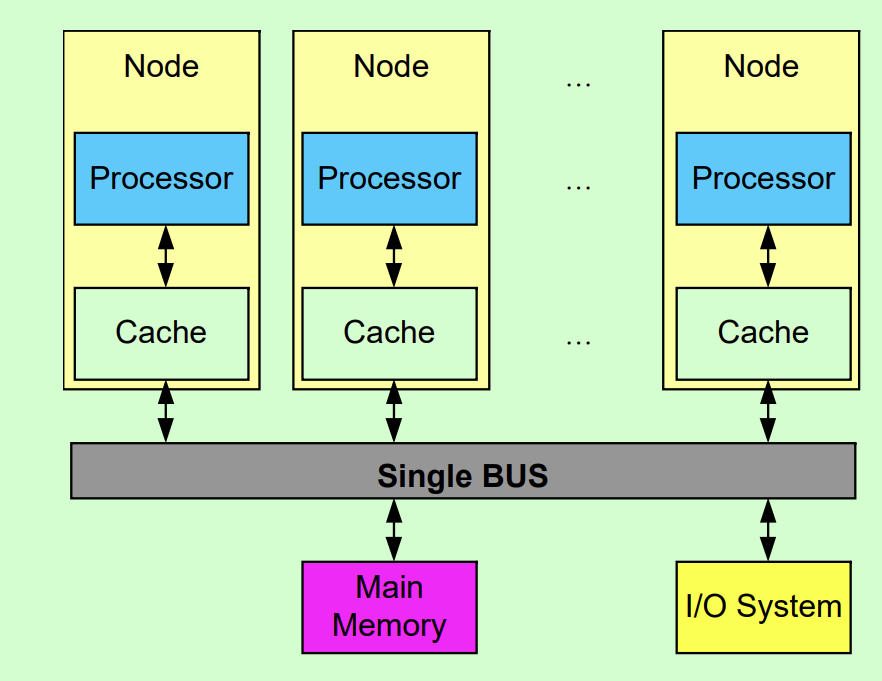 Node Node ... Node
Processor Processor ... Processor
Cache Cache ... Cache
Single BUS
Main
Memory
I/O System